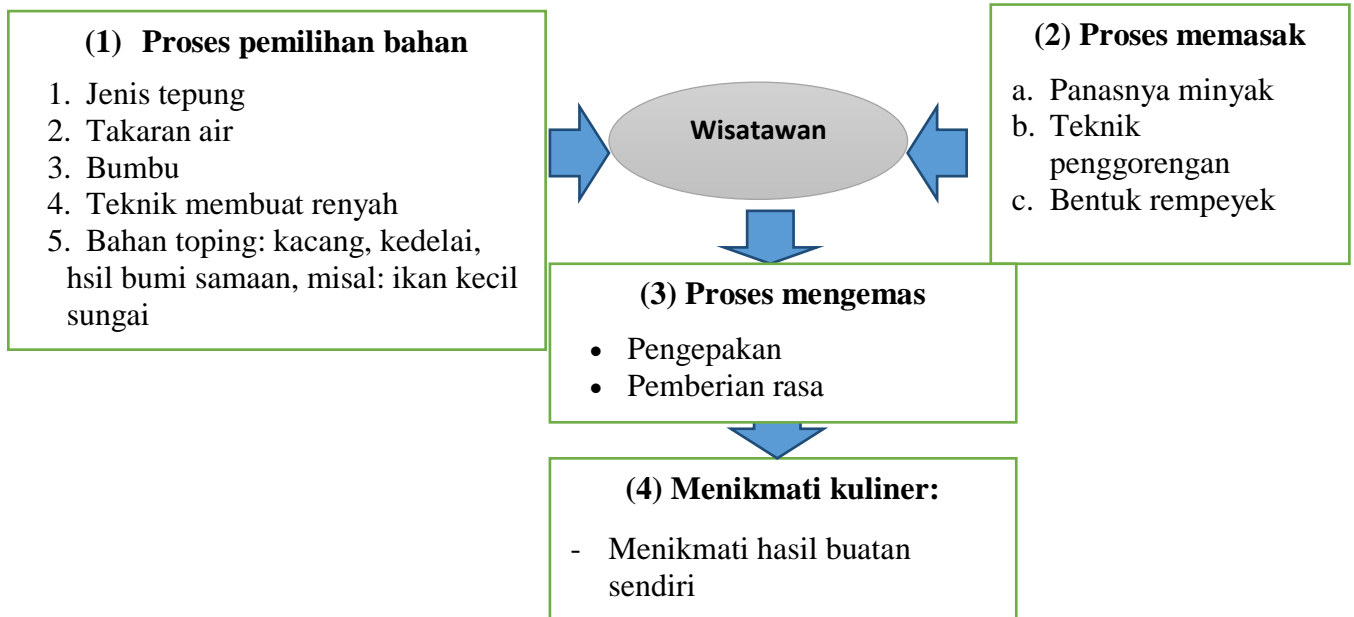 (1) Proses pemilihan bahan
1. Jenis tepung
2. Takaran air
3. Bumbu
4. Teknik membuat renyah
5. Bahan toping: kacang, kedelai,
hsil bumi samaan, misal: ikan kecil
sungai
Wisatawan
(2) Proses memasak
a. Panasnya minyak
b. Teknik
penggorengan
c. Bentuk rempeyek
(3) Proses mengemas
• Pengepakan
• Pemberian rasa
(4) Menikmati kuliner:
- Menikmati hasil buatan
sendiri